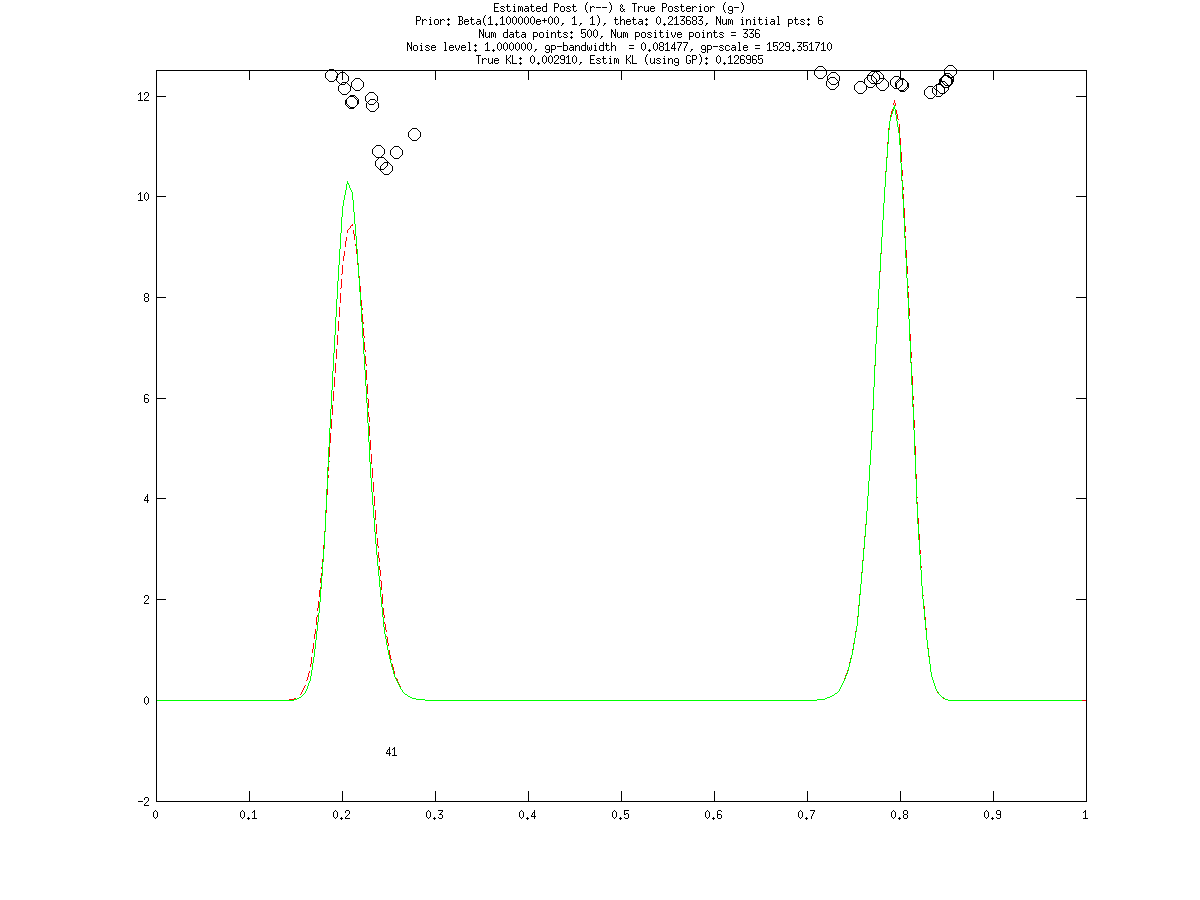 Estimated Post (r--) & True Posterior (g-)
Prior: Beta(1.100000e+00, 1, 1), theta: 0.213683, Num initial pts: 6
Num data points: 500, Num positive points = 336
Noise level: 1.000000, gp-bandwidth  = 0.081477, gp-scale = 1529.351710
True KL: 0.002910, Estim KL (using GP): 0.126965
12
10
8
6
4
2
0
41
-2
0 0.1 0.2 0.3 0.4 0.5 0.6 0.7 0.8 0.9 1